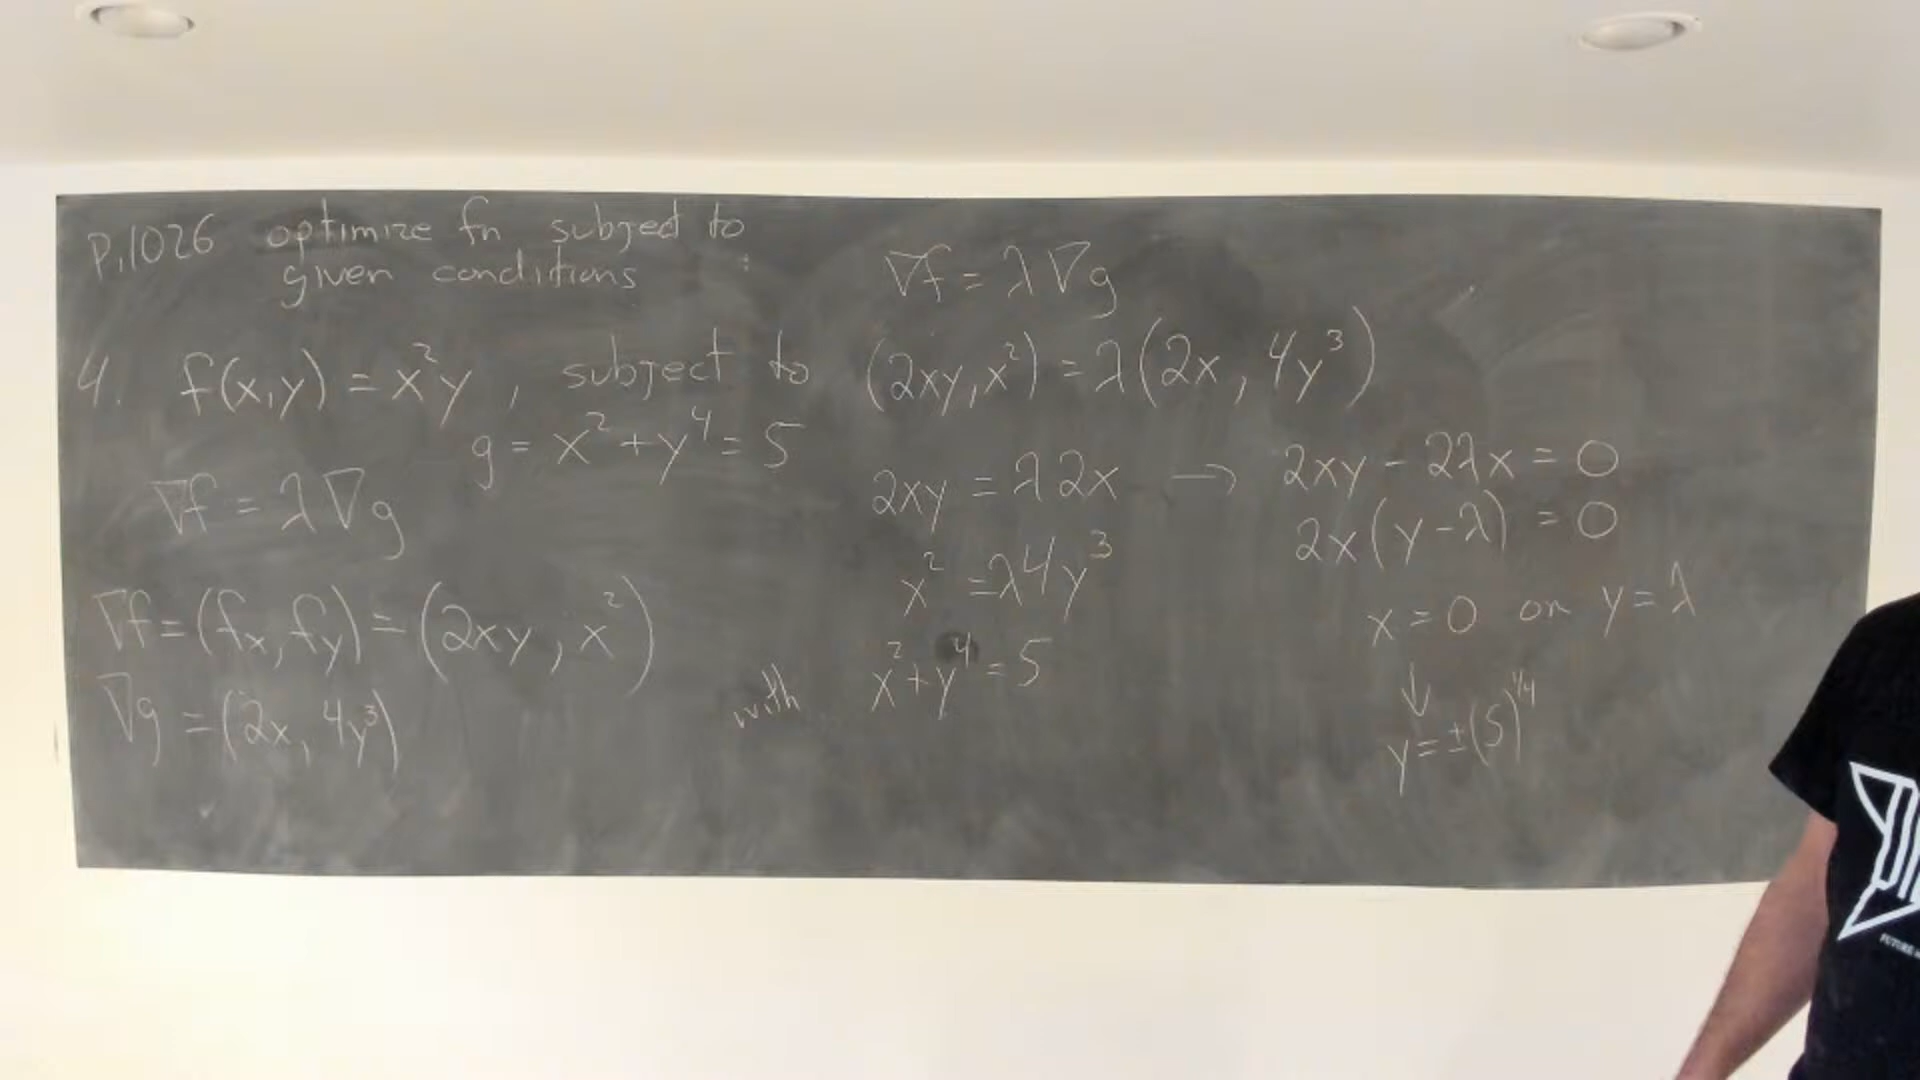 P.1026 optimize fn subject to
given conditions :
4. f(x,y) = x²y , subject to
g = x² + y⁴ = 5
∇f = λ∇g
∇f = (fx, fy) = (2xy, x²)
∇g = (2x, 4y³)
∇f = λ∇g
(2xy, x²) = λ(2x, 4y³)
2xy = λ2x → 2xy - 2λx = 0
2x(y-λ) = 0
x² = λ4y³
x = 0 or y = λ
with x² + y⁴ = 5
↓
y = ±(5)^1/4